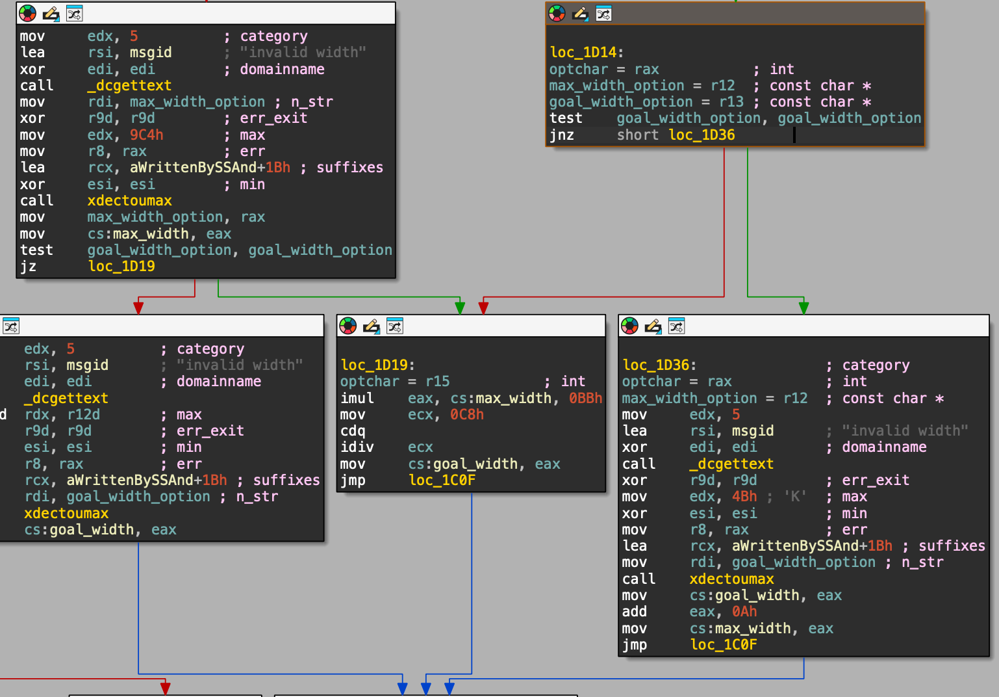 mov edx, 5 ; category
lea rsi, msgid ; "invalid width"
xor edi, edi ; domainname
call _dcgettext
mov rdi, max_width_option ; n_str
xor r9d, r9d ; err_exit
mov edx, 9C4h ; max
mov r8, rax ; err
lea rcx, aWrittenBySSAnd+1Bh ; suffixes
xor esi, esi ; min
call xdectoumax
mov max_width_option, rax
mov cs:max_width, eax
test goal_width_option, goal_width_option
jz loc_1D19
loc_1D14:
optchar = rax ; int
max_width_option = r12 ; const char *
goal_width_option = r13 ; const char *
test goal_width_option, goal_width_option
jnz short loc_1D36
edx, 5 ; category
rsi, msgid ; "invalid width"
edi, edi ; domainname
_dcgettext
d rdx, r12d ; max
r9d, r9d ; err_exit
esi, esi ; min
r8, rax ; err
rcx, aWrittenBySSAnd+1Bh ; suffixes
rdi, goal_width_option ; n_str
xdectoumax
cs:goal_width, eax
loc_1D19:
optchar = r15 ; int
imul eax, cs:max_width, 0BBh
mov ecx, 0C8h
cdq
idiv ecx
mov cs:goal_width, eax
jmp loc_1C0F
loc_1D36: ; category
optchar = rax ; int
max_width_option = r12 ; const char *
mov edx, 5
lea rsi, msgid ; "invalid width"
xor edi, edi ; domainname
call _dcgettext
xor r9d, r9d ; err_exit
mov edx, 4Bh ; 'K' ; max
xor esi, esi ; min
mov r8, rax ; err
lea rcx, aWrittenBySSAnd+1Bh ; suffixes
mov rdi, goal_width_option ; n_str
call xdectoumax
mov cs:goal_width, eax
add eax, 0Ah
mov cs:max_width, eax
jmp loc_1C0F